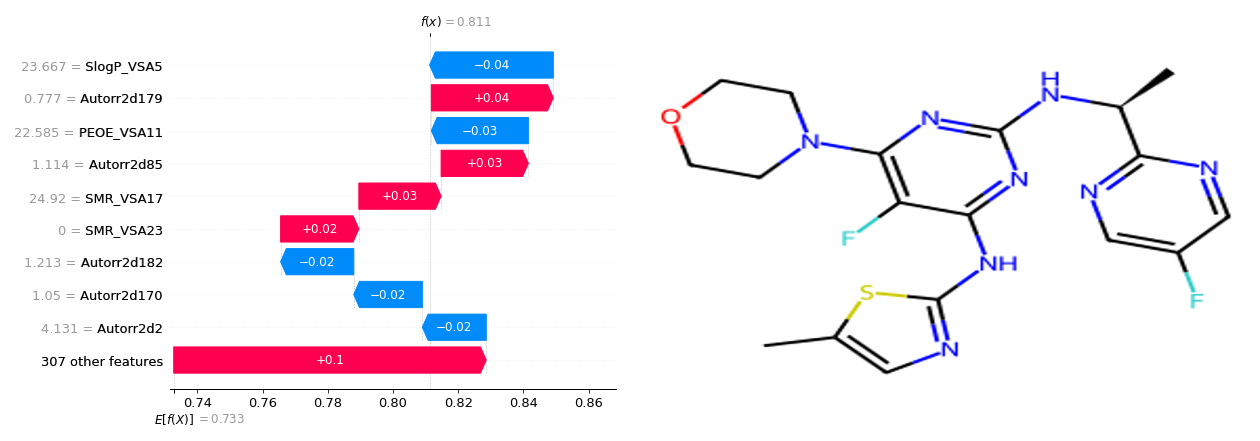 f(x) = 0.811
23.667 = SlogP_VSA5
−0.04
0.777 = Autorr2d179
+0.04
22.585 = PEOE_VSA11
−0.03
1.114 = Autorr2d85
+0.03
24.92 = SMR_VSA17
+0.03
0 = SMR_VSA23
+0.02
1.213 = Autorr2d182
−0.02
1.05 = Autorr2d170
−0.02
4.131 = Autorr2d2
−0.02
307 other features
+0.1
0.74 0.76 0.78 0.80 0.82 0.84 0.86
E[f(X)] = 0.733
H
N
O
N
N
N
N
N
F
NH
F
S
N